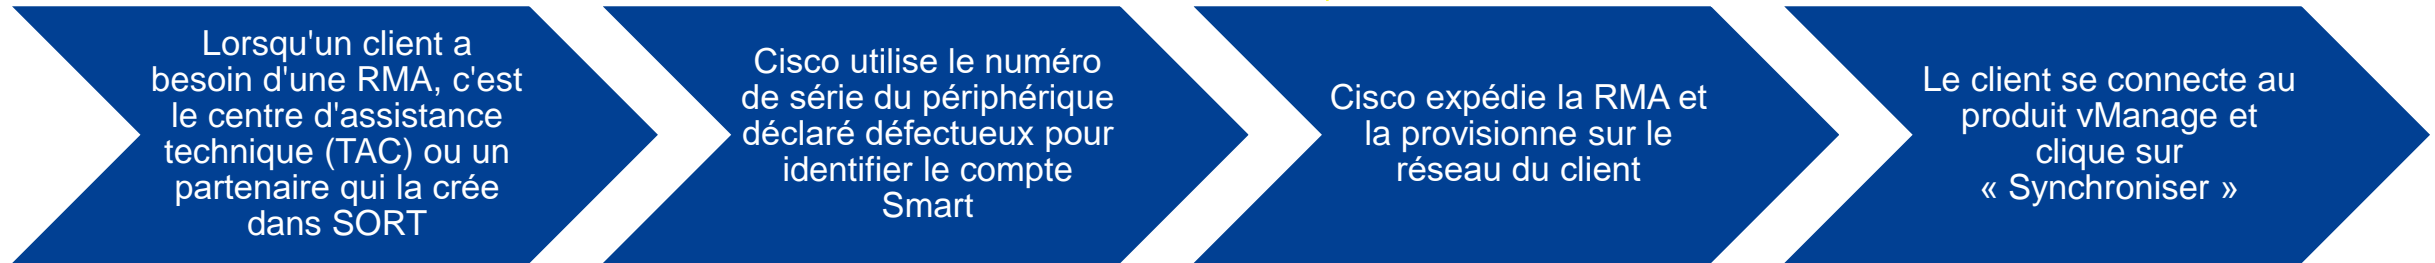 Lorsqu'un client a
besoin d'une RMA, c'est
le centre d'assistance
technique (TAC) ou un
partenaire qui la crée
dans SORT
Cisco utilise le numéro
de série du périphérique
déclaré défectueux pour
identifier le compte
Smart
Cisco expédie la RMA et
la provisionne sur le
réseau du client
Le client se connecte au
produit vManage et
clique sur
« Synchroniser »